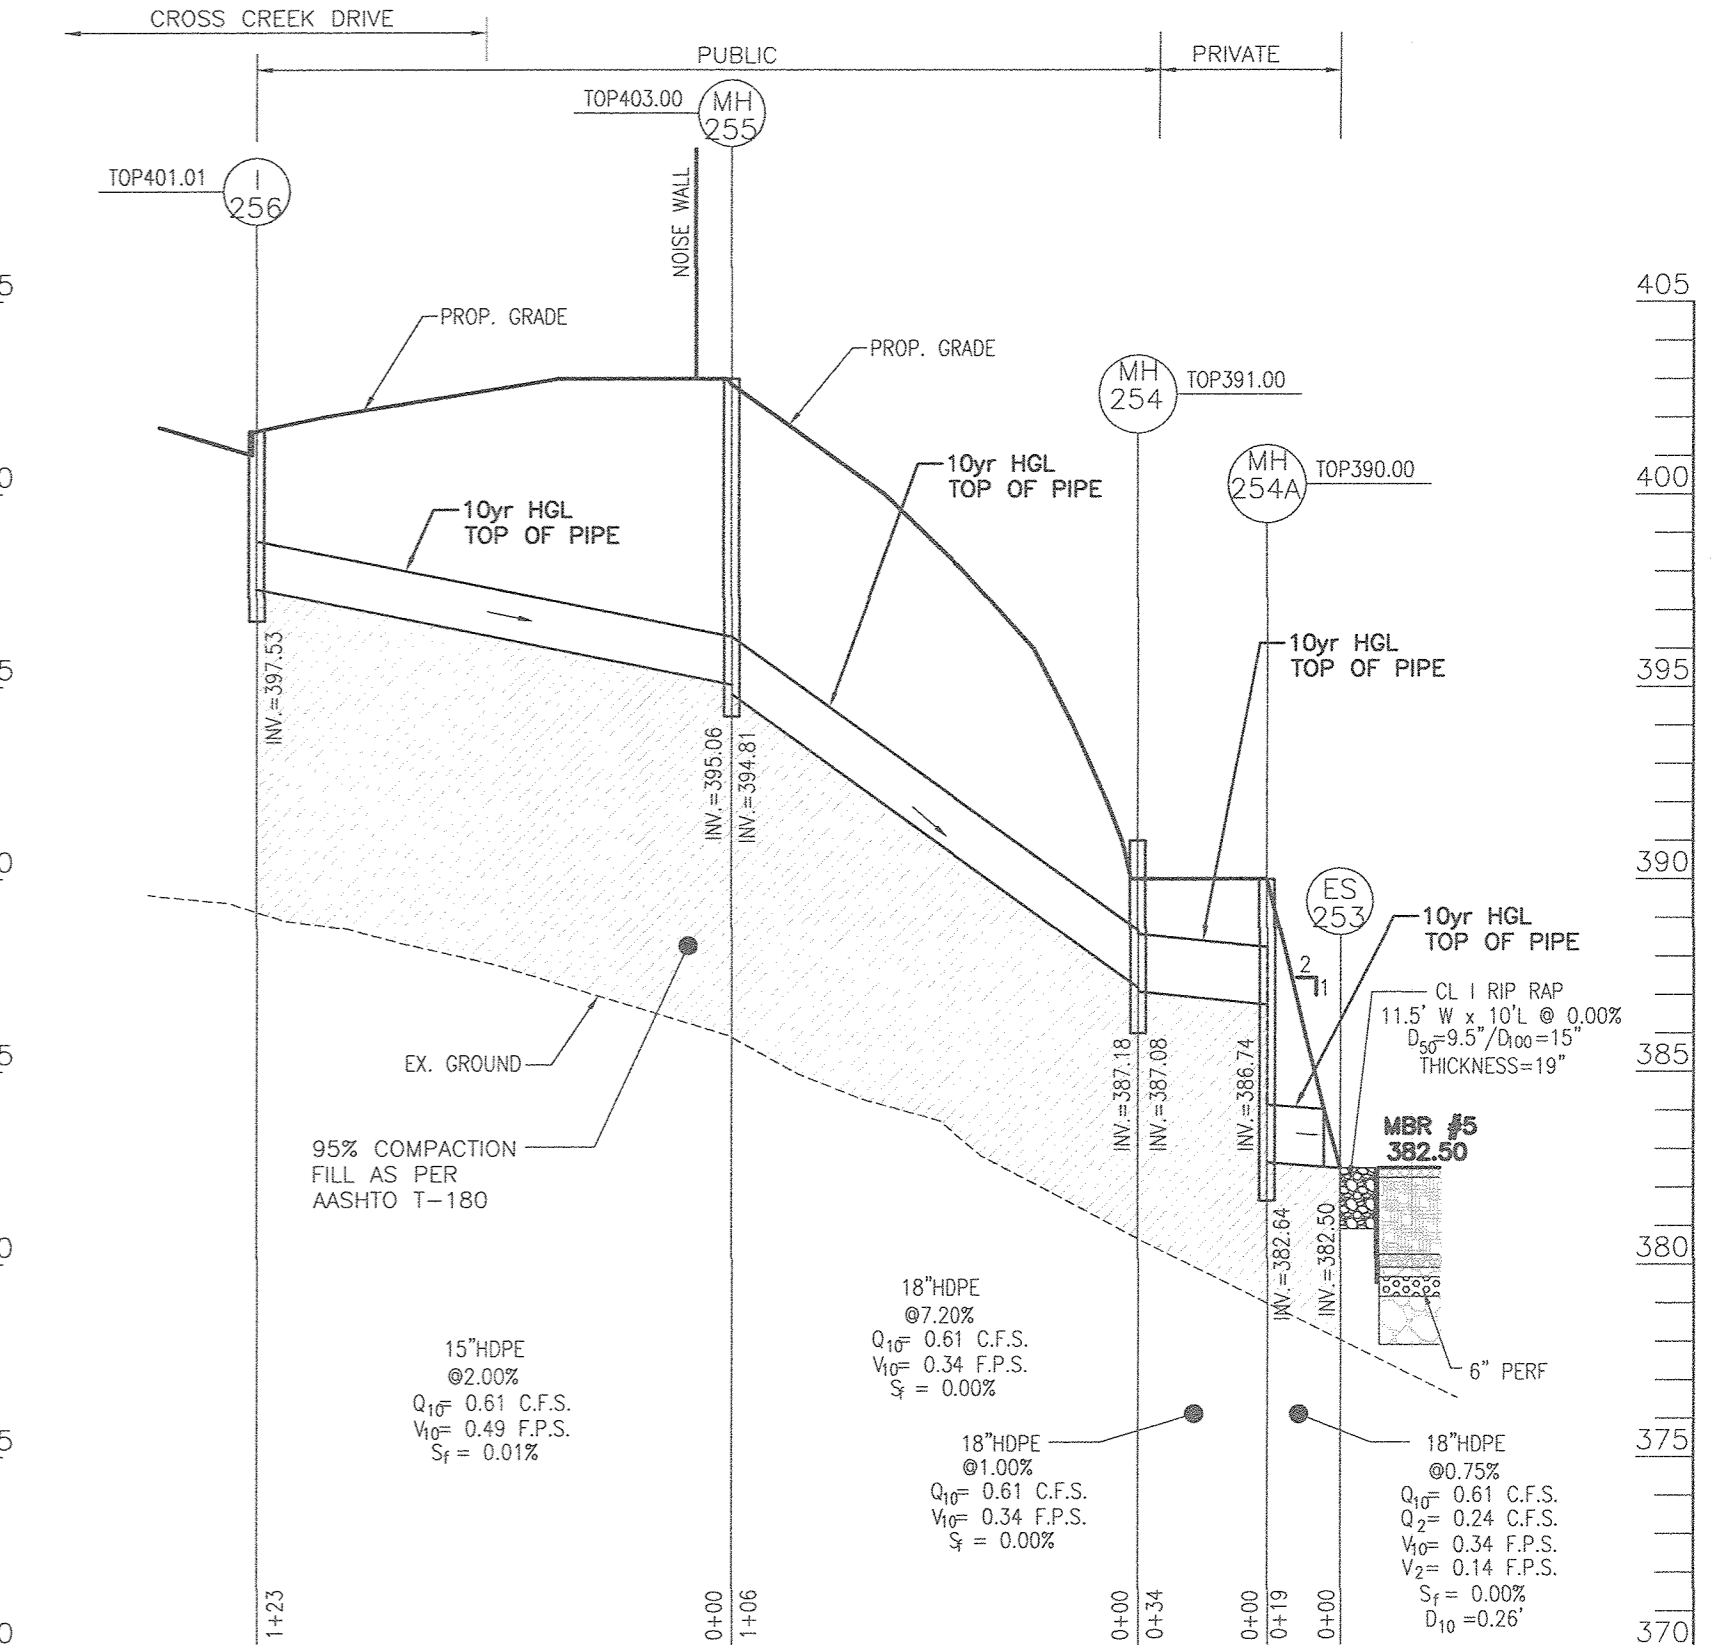 CROSS CREEK DRIVE
PUBLIC
PRIVATE
TOP403.00
MH
255
TOP401.01
I
256
NOISE WALL
405
PROP. GRADE
PROP. GRADE
MH
254
TOP391.00
10yr HGL
TOP OF PIPE
10yr HGL
TOP OF PIPE
MH
254A
TOP390.00
400
10yr HGL
TOP OF PIPE
395
INV.=397.53
INV.=395.06
INV.=394.81
390
ES
253
10yr HGL
TOP OF PIPE
2
1
CL I RIP RAP
11.5' W x 10'L @ 0.00%
D50=9.5"/D100=15"
THICKNESS=19"
385
EX. GROUND
INV.=387.18
INV.=387.08
INV.=386.74
MBR #5
382.50
95% COMPACTION
FILL AS PER
AASHTO T-180
INV.=382.64
INV.=382.50
380
18"HDPE
@7.20%
Q10= 0.61 C.F.S.
V10= 0.34 F.P.S.
Sf = 0.00%
15"HDPE
@2.00%
Q10= 0.61 C.F.S.
V10= 0.49 F.P.S.
Sf = 0.01%
6" PERF
18"HDPE
@1.00%
Q10= 0.61 C.F.S.
V10= 0.34 F.P.S.
Sf = 0.00%
18"HDPE
@0.75%
Q10= 0.61 C.F.S.
Q2= 0.24 C.F.S.
V10= 0.34 F.P.S.
V2= 0.14 F.P.S.
Sf = 0.00%
D10 =0.26'
375
1+23
0+00
1+06
0+00
0+34
0+00
0+19
0+00
370
5
0
5
0
5
0
5
0